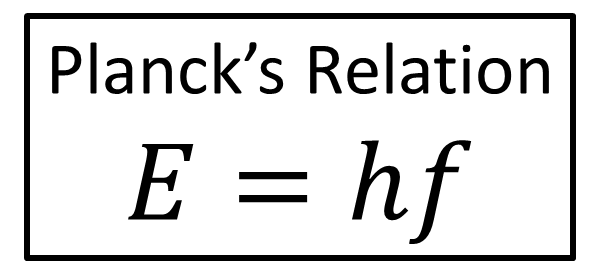 Planck’s Relation
E = hf